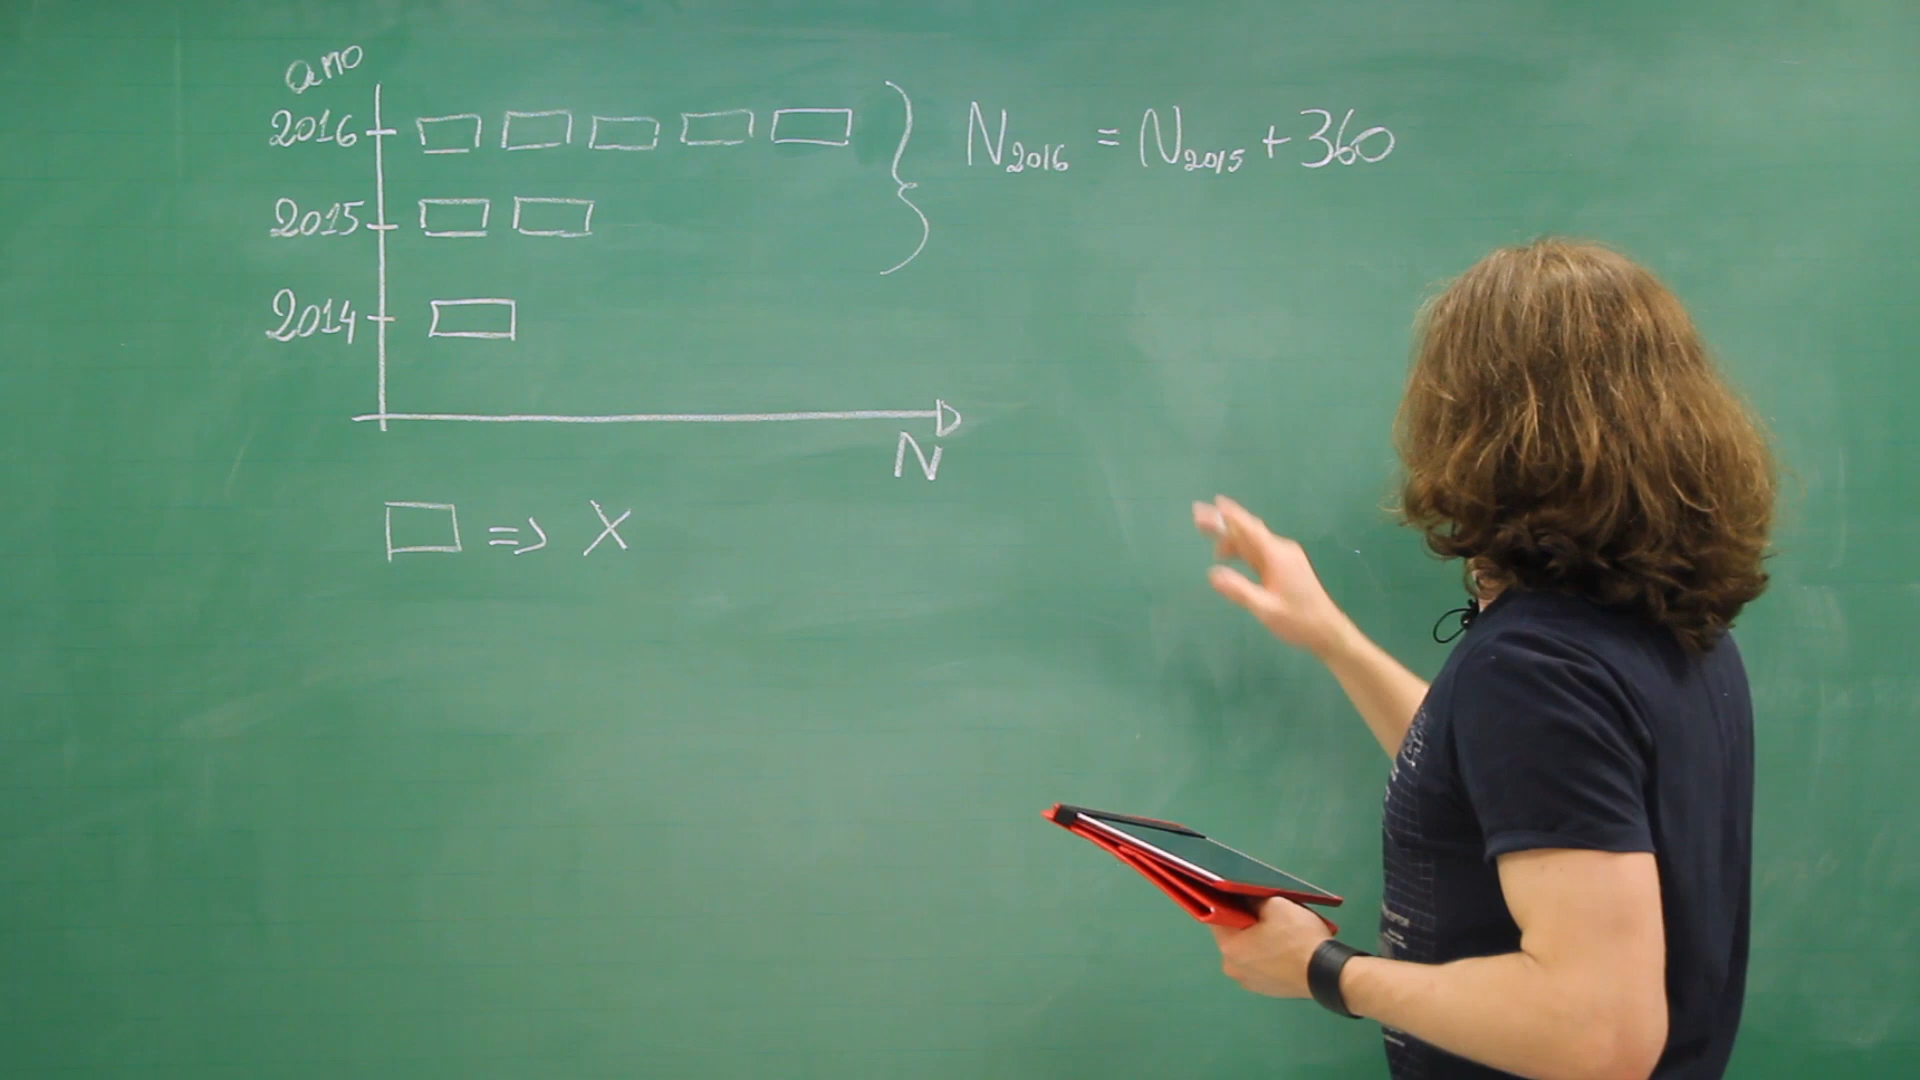 ano
2016 N₂₀₁₆ = N₂₀₁₅ + 360
2015
2014
N
=> X